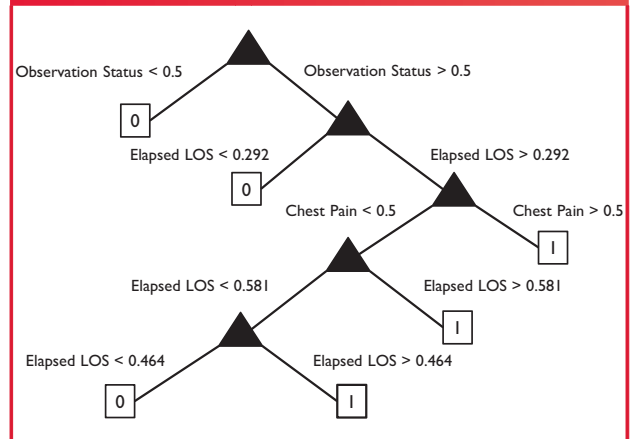 Observation Status < 0.5
Observation Status > 0.5
0
Elapsed LOS < 0.292
Elapsed LOS > 0.292
0
Chest Pain < 0.5
Chest Pain > 0.5
1
Elapsed LOS < 0.581
Elapsed LOS > 0.581
1
Elapsed LOS < 0.464
Elapsed LOS > 0.464
0
1